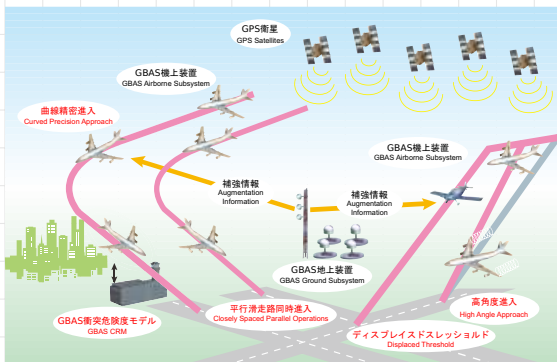 GPS衛星
GPS Satellites
GBAS機上装置
GBAS Airborne Subsystem
曲線精密進入
Curved Precision Approach
GBAS機上装置
GBAS Airborne Subsystem
補強情報
Augmentation
Information
補強情報
Augmentation
Information
GBAS地上装置
GBAS Ground Subsystem
GBAS衝突危険度モデル
GBAS CRM
平行滑走路同時進入
Closely Spaced Parallel Operations
高角度進入
High Angle Approach
ディスプレイスドスレッショルド
Displaced Threshold